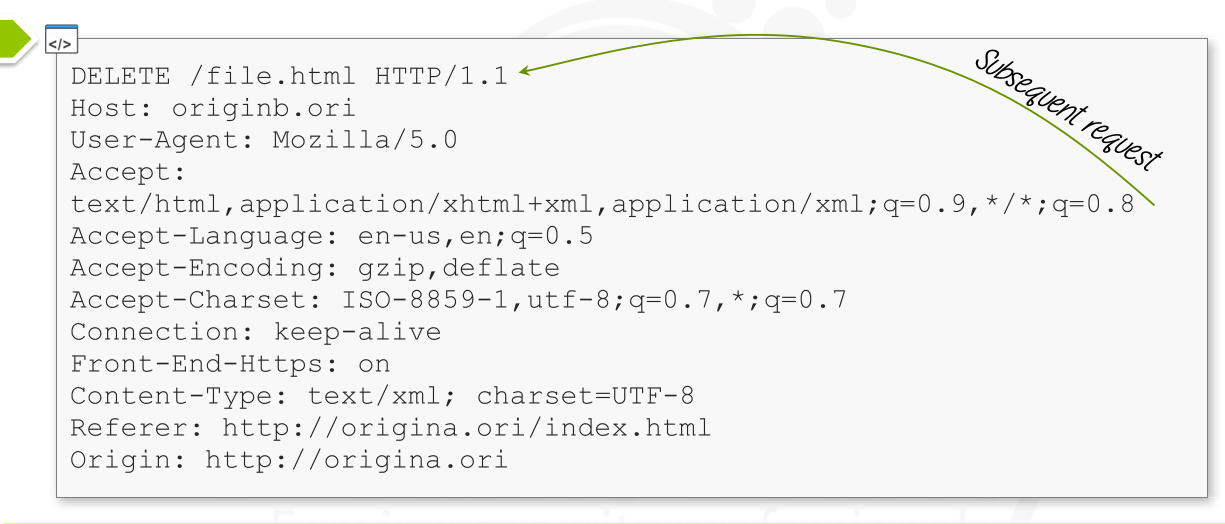 </>
DELETE /file.html HTTP/1.1
Subsequent request
Host: originb.ori
User-Agent: Mozilla/5.0
Accept:
text/html,application/xhtml+xml,application/xml;q=0.9,*/*;q=0.8
Accept-Language: en-us,en;q=0.5
Accept-Encoding: gzip,deflate
Accept-Charset: ISO-8859-1,utf-8;q=0.7,*;q=0.7
Connection: keep-alive
Front-End-Https: on
Content-Type: text/xml; charset=UTF-8
Referer: http://origina.ori/index.html
Origin: http://origina.ori